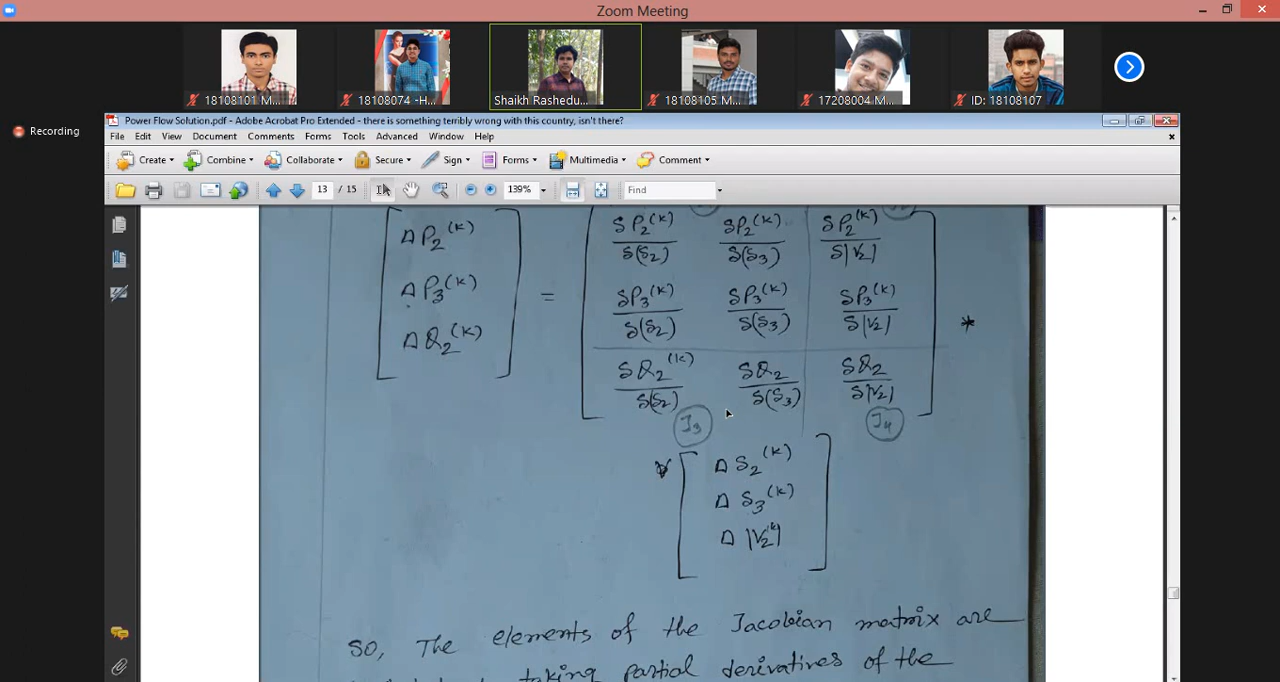 Zoom Meeting
18108101 M...
18108074 -H...
Shaikh Rashedu...
18108105 M...
17208004 M...
ID: 18108107
Recording
Power Flow Solution.pdf - Adobe Acrobat Pro Extended - there is something terribly wrong with this country, isn't there?
File Edit View Document Comments Forms Tools Advanced Window Help
Create Combine Collaborate Secure Sign Forms Multimedia Comment
13 / 15 139% Find
ΔP₂⁽ᵏ⁾
ΔP₃⁽ᵏ⁾
ΔQ₂⁽ᵏ⁾
=
δP₂⁽ᵏ⁾/δ(δ₂) δP₂⁽ᵏ⁾/δ(δ₃) δP₂⁽ᵏ⁾/δ|V₂|
δP₃⁽ᵏ⁾/δ(δ₂) δP₃⁽ᵏ⁾/δ(δ₃) δP₃⁽ᵏ⁾/δ|V₂|
*
δQ₂⁽ᵏ⁾/δ(δ₂) δQ₂/δ(δ₃) δQ₂/δ|V₂|
J₃ J₄
Δδ₂⁽ᵏ⁾
Δδ₃⁽ᵏ⁾
Δ|V₂ᵏ|
So, The elements of the Jacobian matrix are
taking partial derivatives of the